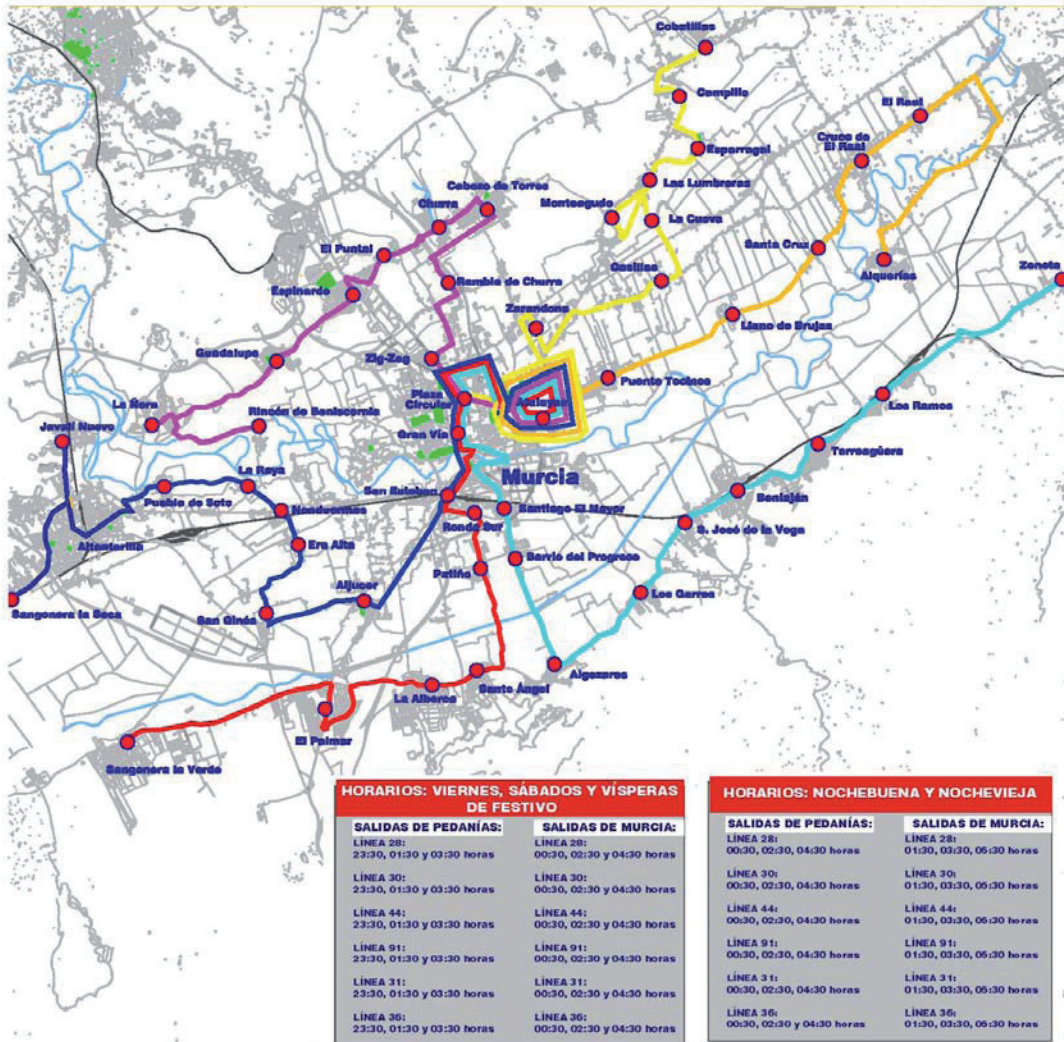 Cobatillas
Campillo
El Raal
Cruce de
El Raal
Esparragal
Las Lumbreras
Cabezo de Torres
Monteagudo
Churra
La Cueva
El Puntal
Santa Cruz
Alquerías
Zeneta
Casillas
Rambla de Churra
Espinardo
Zarandona
Llano de Brujas
Guadalupe
Zig-Zag
Puente Tocinos
Plaza
Circular
Atalayas
La Ñora
Rincón de Beniscornia
Los Ramos
Javalí Nuevo
Gran Vía
Torreagüera
Murcia
La Raya
San Esteban
Puebla de Soto
Beniaján
Nonduermas
Santiago El Mayor
Ronda Sur
S. José de la Vega
Alcantarilla
Era Alta
Barrio del Progreso
Patiño
Aljucer
Los Garres
Sangonera la Seca
San Ginés
Algezares
Santo Ángel
La Alberca
El Palmar
Sangonera la Verde
HORARIOS: VIERNES, SÁBADOS Y VÍSPERAS
DE FESTIVO
SALIDAS DE PEDANÍAS: SALIDAS DE MURCIA:
LÍNEA 28: LÍNEA 28:
23:30, 01:30 y 03:30 horas 00:30, 02:30 y 04:30 horas
LÍNEA 30: LÍNEA 30:
23:30, 01:30 y 03:30 horas 00:30, 02:30 y 04:30 horas
LÍNEA 44: LÍNEA 44:
23:30, 01:30 y 03:30 horas 00:30, 02:30 y 04:30 horas
LÍNEA 91: LÍNEA 91:
23:30, 01:30 y 03:30 horas 00:30, 02:30 y 04:30 horas
LÍNEA 31: LÍNEA 31:
23:30, 01:30 y 03:30 horas 00:30, 02:30 y 04:30 horas
LÍNEA 36: LÍNEA 36:
23:30, 01:30 y 03:30 horas 00:30, 02:30 y 04:30 horas
HORARIOS: NOCHEBUENA Y NOCHEVIEJA
SALIDAS DE PEDANÍAS: SALIDAS DE MURCIA:
LÍNEA 28: LÍNEA 28:
00:30, 02:30, 04:30 horas 01:30, 03:30, 05:30 horas
LÍNEA 30: LÍNEA 30:
00:30, 02:30, 04:30 horas 01:30, 03:30, 05:30 horas
LÍNEA 44: LÍNEA 44:
00:30, 02:30, 04:30 horas 01:30, 03:30, 05:30 horas
LÍNEA 91: LÍNEA 91:
00:30, 02:30, 04:30 horas 01:30, 03:30, 05:30 horas
LÍNEA 31: LÍNEA 31:
00:30, 02:30, 04:30 horas 01:30, 03:30, 05:30 horas
LÍNEA 36: LÍNEA 36:
00:30, 02:30 y 04:30 horas 01:30, 03:30, 05:30 horas